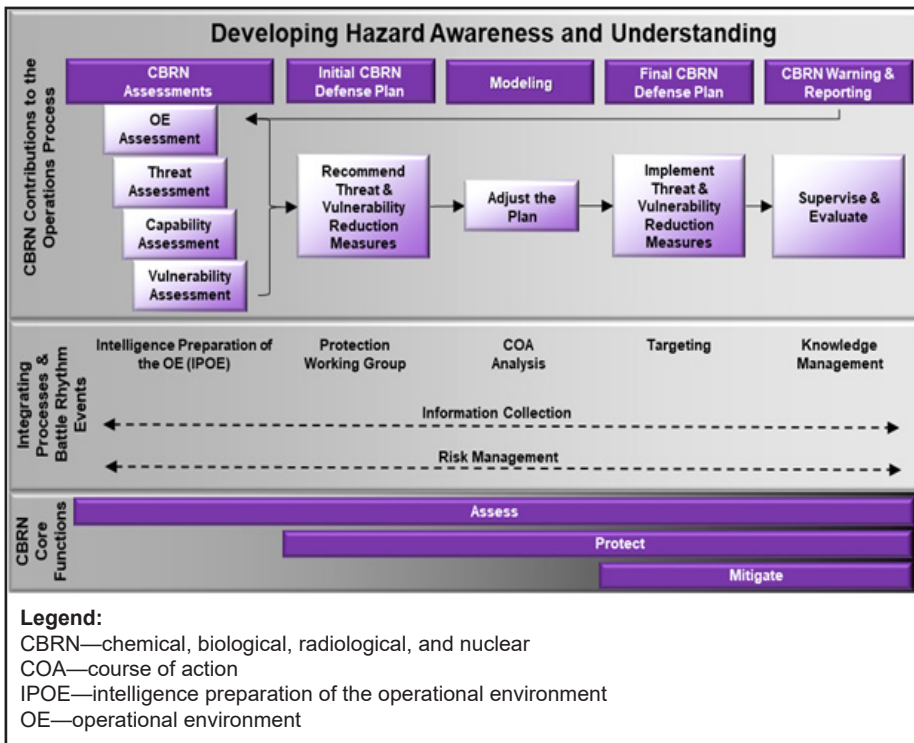 Developing Hazard Awareness and Understanding
CBRN Contributions to the
Operations Process
CBRN
Assessments
Initial CBRN
Defense Plan
Modeling
Final CBRN
Defense Plan
CBRN Warning &
Reporting
OE
Assessment
Threat
Assessment
Capability
Assessment
Vulnerability
Assessment
Recommend
Threat &
Vulnerability
Reduction
Measures
Adjust the
Plan
Implement
Threat &
Vulnerability
Reduction
Measures
Supervise &
Evaluate
Integrating
Processes &
Battle Rhythm
Events
Intelligence Preparation of
the OE (IPOE)
Protection
Working Group
COA
Analysis
Targeting
Knowledge
Management
Information Collection
Risk Management
CBRN
Core
Functions
Assess
Protect
Mitigate
Legend:
CBRN—chemical, biological, radiological, and nuclear
COA—course of action
IPOE—intelligence preparation of the operational environment
OE—operational environment